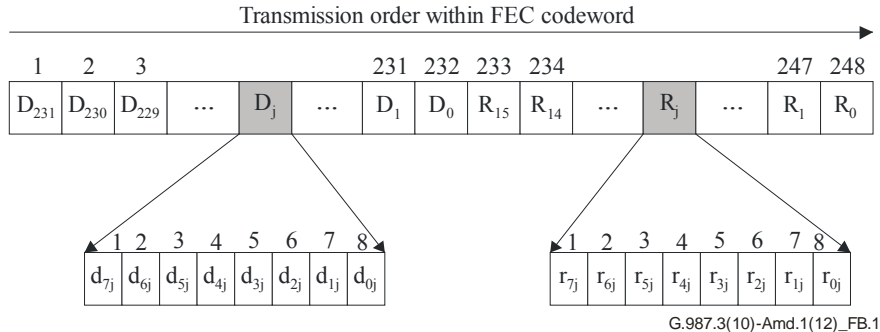 Transmission order within FEC codeword
1 2 3 231 232 233 234 247 248
D231 D230 D229 ... Dj ... D1 D0 R15 R14 ... Rj ... R1 R0
1 2 3 4 5 6 7 8 1 2 3 4 5 6 7 8
d7j d6j d5j d4j d3j d2j d1j d0j r7j r6j r5j r4j r3j r2j r1j r0j
G.987.3(10)-Amd.1(12)_FB.1